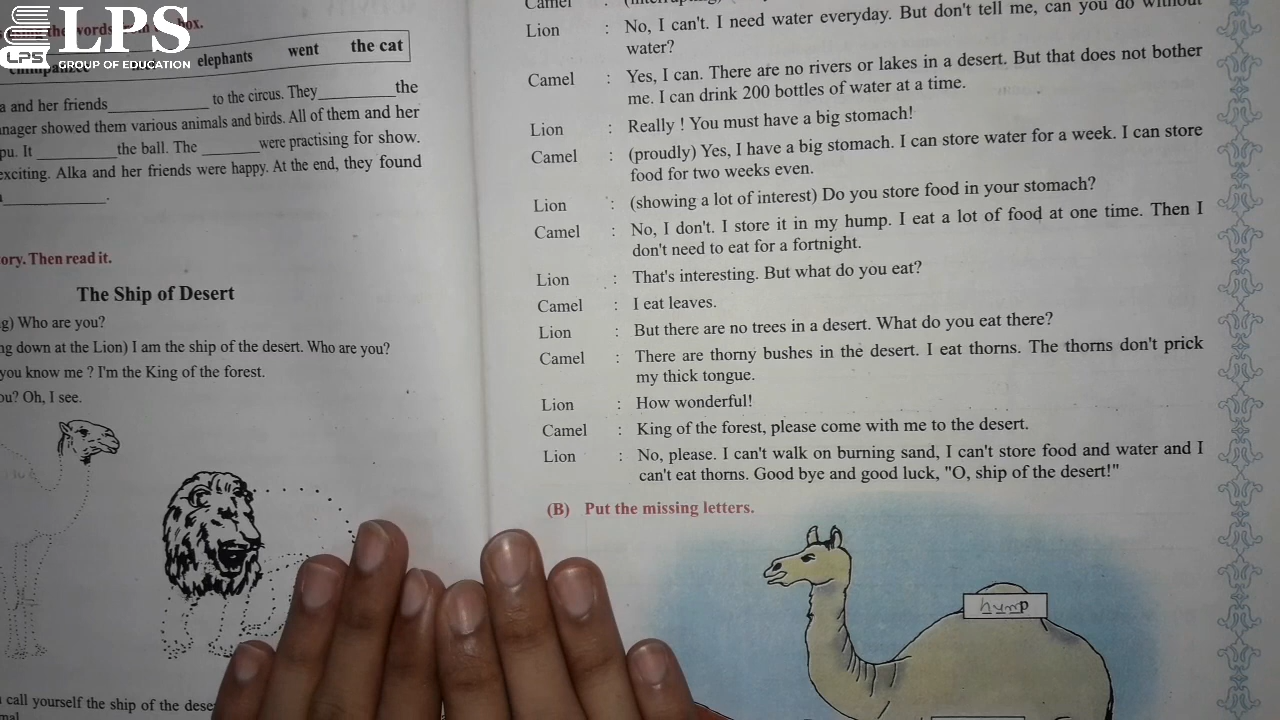 LPS
LPS
GROUP OF EDUCATION
the words
box.
elephants went the cat
a and her friends____________ to the circus. They__________the
nager showed them various animals and birds. All of them and her
pu. It __________the ball. The _______were practising for show.
exciting. Alka and her friends were happy. At the end, they found
____________.
ory. Then read it.
The Ship of Desert
g) Who are you?
ng down at the Lion) I am the ship of the desert. Who are you?
you know me ? I'm the King of the forest.
ou? Oh, I see.
call yourself the ship of the dese
Camel :
Lion : No, I can't. I need water everyday. But don't tell me, can you do without
water?
Camel : Yes, I can. There are no rivers or lakes in a desert. But that does not bother
me. I can drink 200 bottles of water at a time.
Lion : Really ! You must have a big stomach!
Camel : (proudly) Yes, I have a big stomach. I can store water for a week. I can store
food for two weeks even.
Lion : (showing a lot of interest) Do you store food in your stomach?
Camel : No, I don't. I store it in my hump. I eat a lot of food at one time. Then I
don't need to eat for a fortnight.
Lion : That's interesting. But what do you eat?
Camel : I eat leaves.
Lion : But there are no trees in a desert. What do you eat there?
Camel : There are thorny bushes in the desert. I eat thorns. The thorns don't prick
my thick tongue.
Lion : How wonderful!
Camel : King of the forest, please come with me to the desert.
Lion : No, please. I can't walk on burning sand, I can't store food and water and I
can't eat thorns. Good bye and good luck, "O, ship of the desert!"
(B) Put the missing letters.
hump